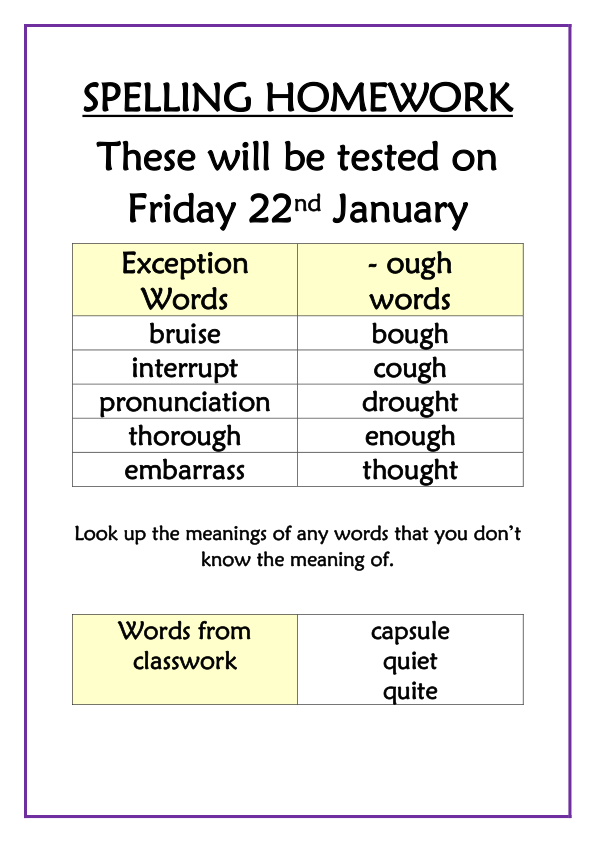 SPELLING HOMEWORK
These will be tested on
Friday 22nd January
Exception Words
- ough words
bruise bough
interrupt cough
pronunciation drought
thorough enough
embarrass thought
Look up the meanings of any words that you don't
know the meaning of.
Words from classwork
capsule
quiet
quite